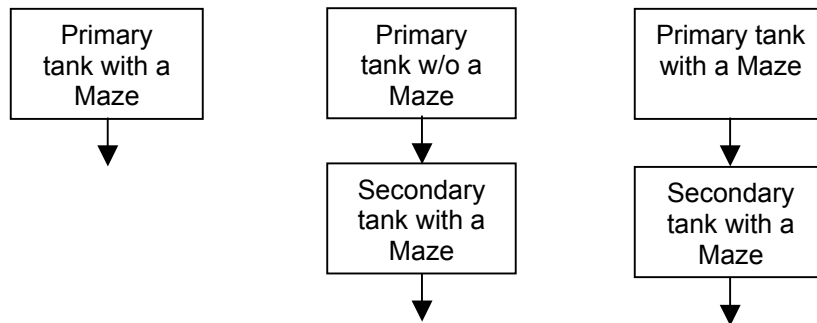 Primary
tank with a
Maze
Primary
tank w/o a
Maze
Primary tank
with a Maze
Secondary
tank with a
Maze
Secondary
tank with a
Maze